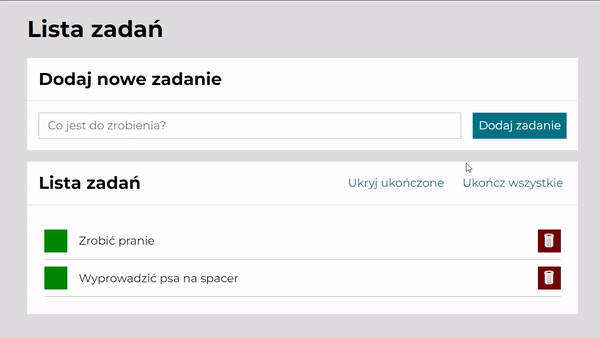 Lista zadań
Dodaj nowe zadanie
Co jest do zrobienia?
Dodaj zadanie
Lista zadań
Ukryj ukończone
Ukończ wszystkie
Zrobić pranie
Wyprowadzić psa na spacer